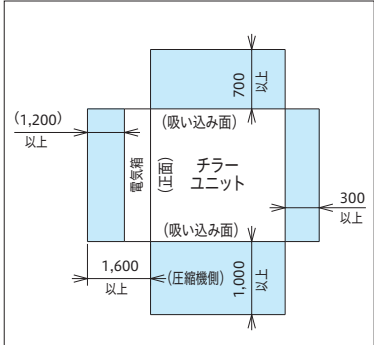 700
以上
(1,200)
以上
(吸い込み面)
電気箱
(正面)
チラー
ユニット
300
以上
(吸い込み面)
1,600
以上
(圧縮機側)
1,000
以上